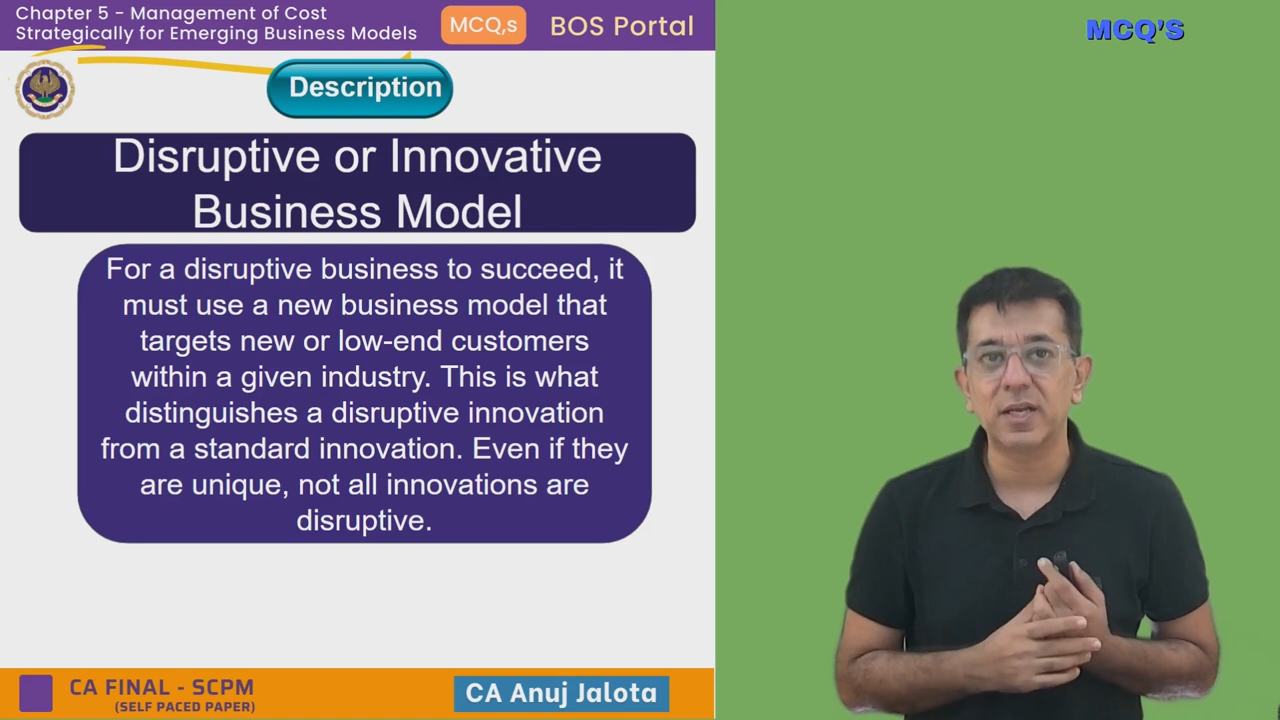 Chapter 5 - Management of Cost
Strategically for Emerging Business Models
MCQ,s
BOS Portal
MCQ'S
Description
Disruptive or Innovative
Business Model
For a disruptive business to succeed, it
must use a new business model that
targets new or low-end customers
within a given industry. This is what
distinguishes a disruptive innovation
from a standard innovation. Even if they
are unique, not all innovations are
disruptive.
CA FINAL - SCPM
(SELF PACED PAPER)
CA Anuj Jalota